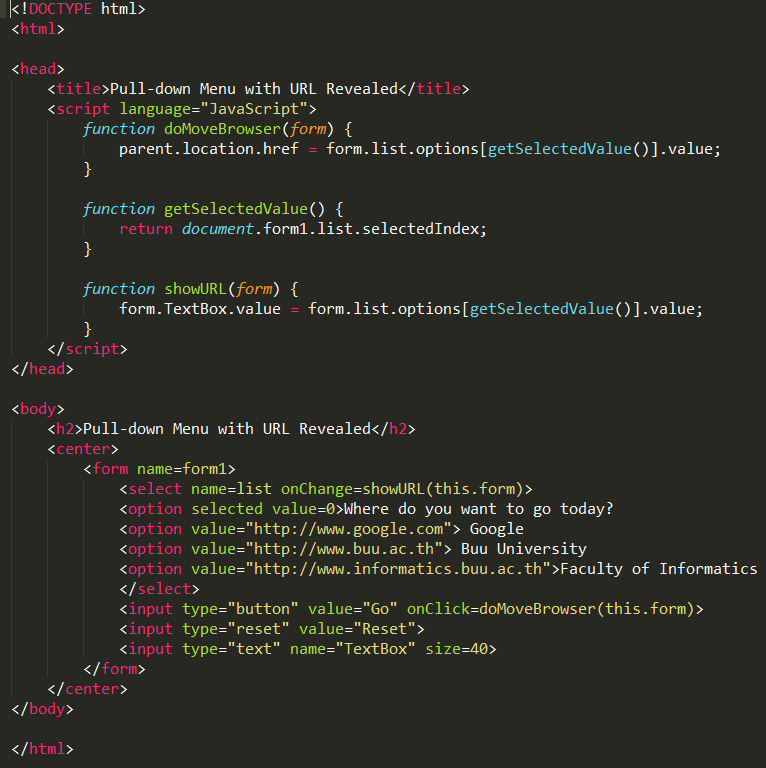 <!DOCTYPE html>
<html>
<head>
<title>Pull-down Menu with URL Revealed</title>
<script language="JavaScript">
function doMoveBrowser(form) {
parent.location.href = form.list.options[getSelectedValue()].value;
}
function getSelectedValue() {
return document.form1.list.selectedIndex;
}
function showURL(form) {
form.TextBox.value = form.list.options[getSelectedValue()].value;
}
</script>
</head>
<body>
<h2>Pull-down Menu with URL Revealed</h2>
<center>
<form name=form1>
<select name=list onChange=showURL(this.form)>
<option selected value=0>Where do you want to go today?
<option value="http://www.google.com"> Google
<option value="http://www.buu.ac.th"> Buu University
<option value="http://www.informatics.buu.ac.th">Faculty of Informatics
</select>
<input type="button" value="Go" onClick=doMoveBrowser(this.form)>
<input type="reset" value="Reset">
<input type="text" name="TextBox" size=40>
</form>
</center>
</body>
</html>